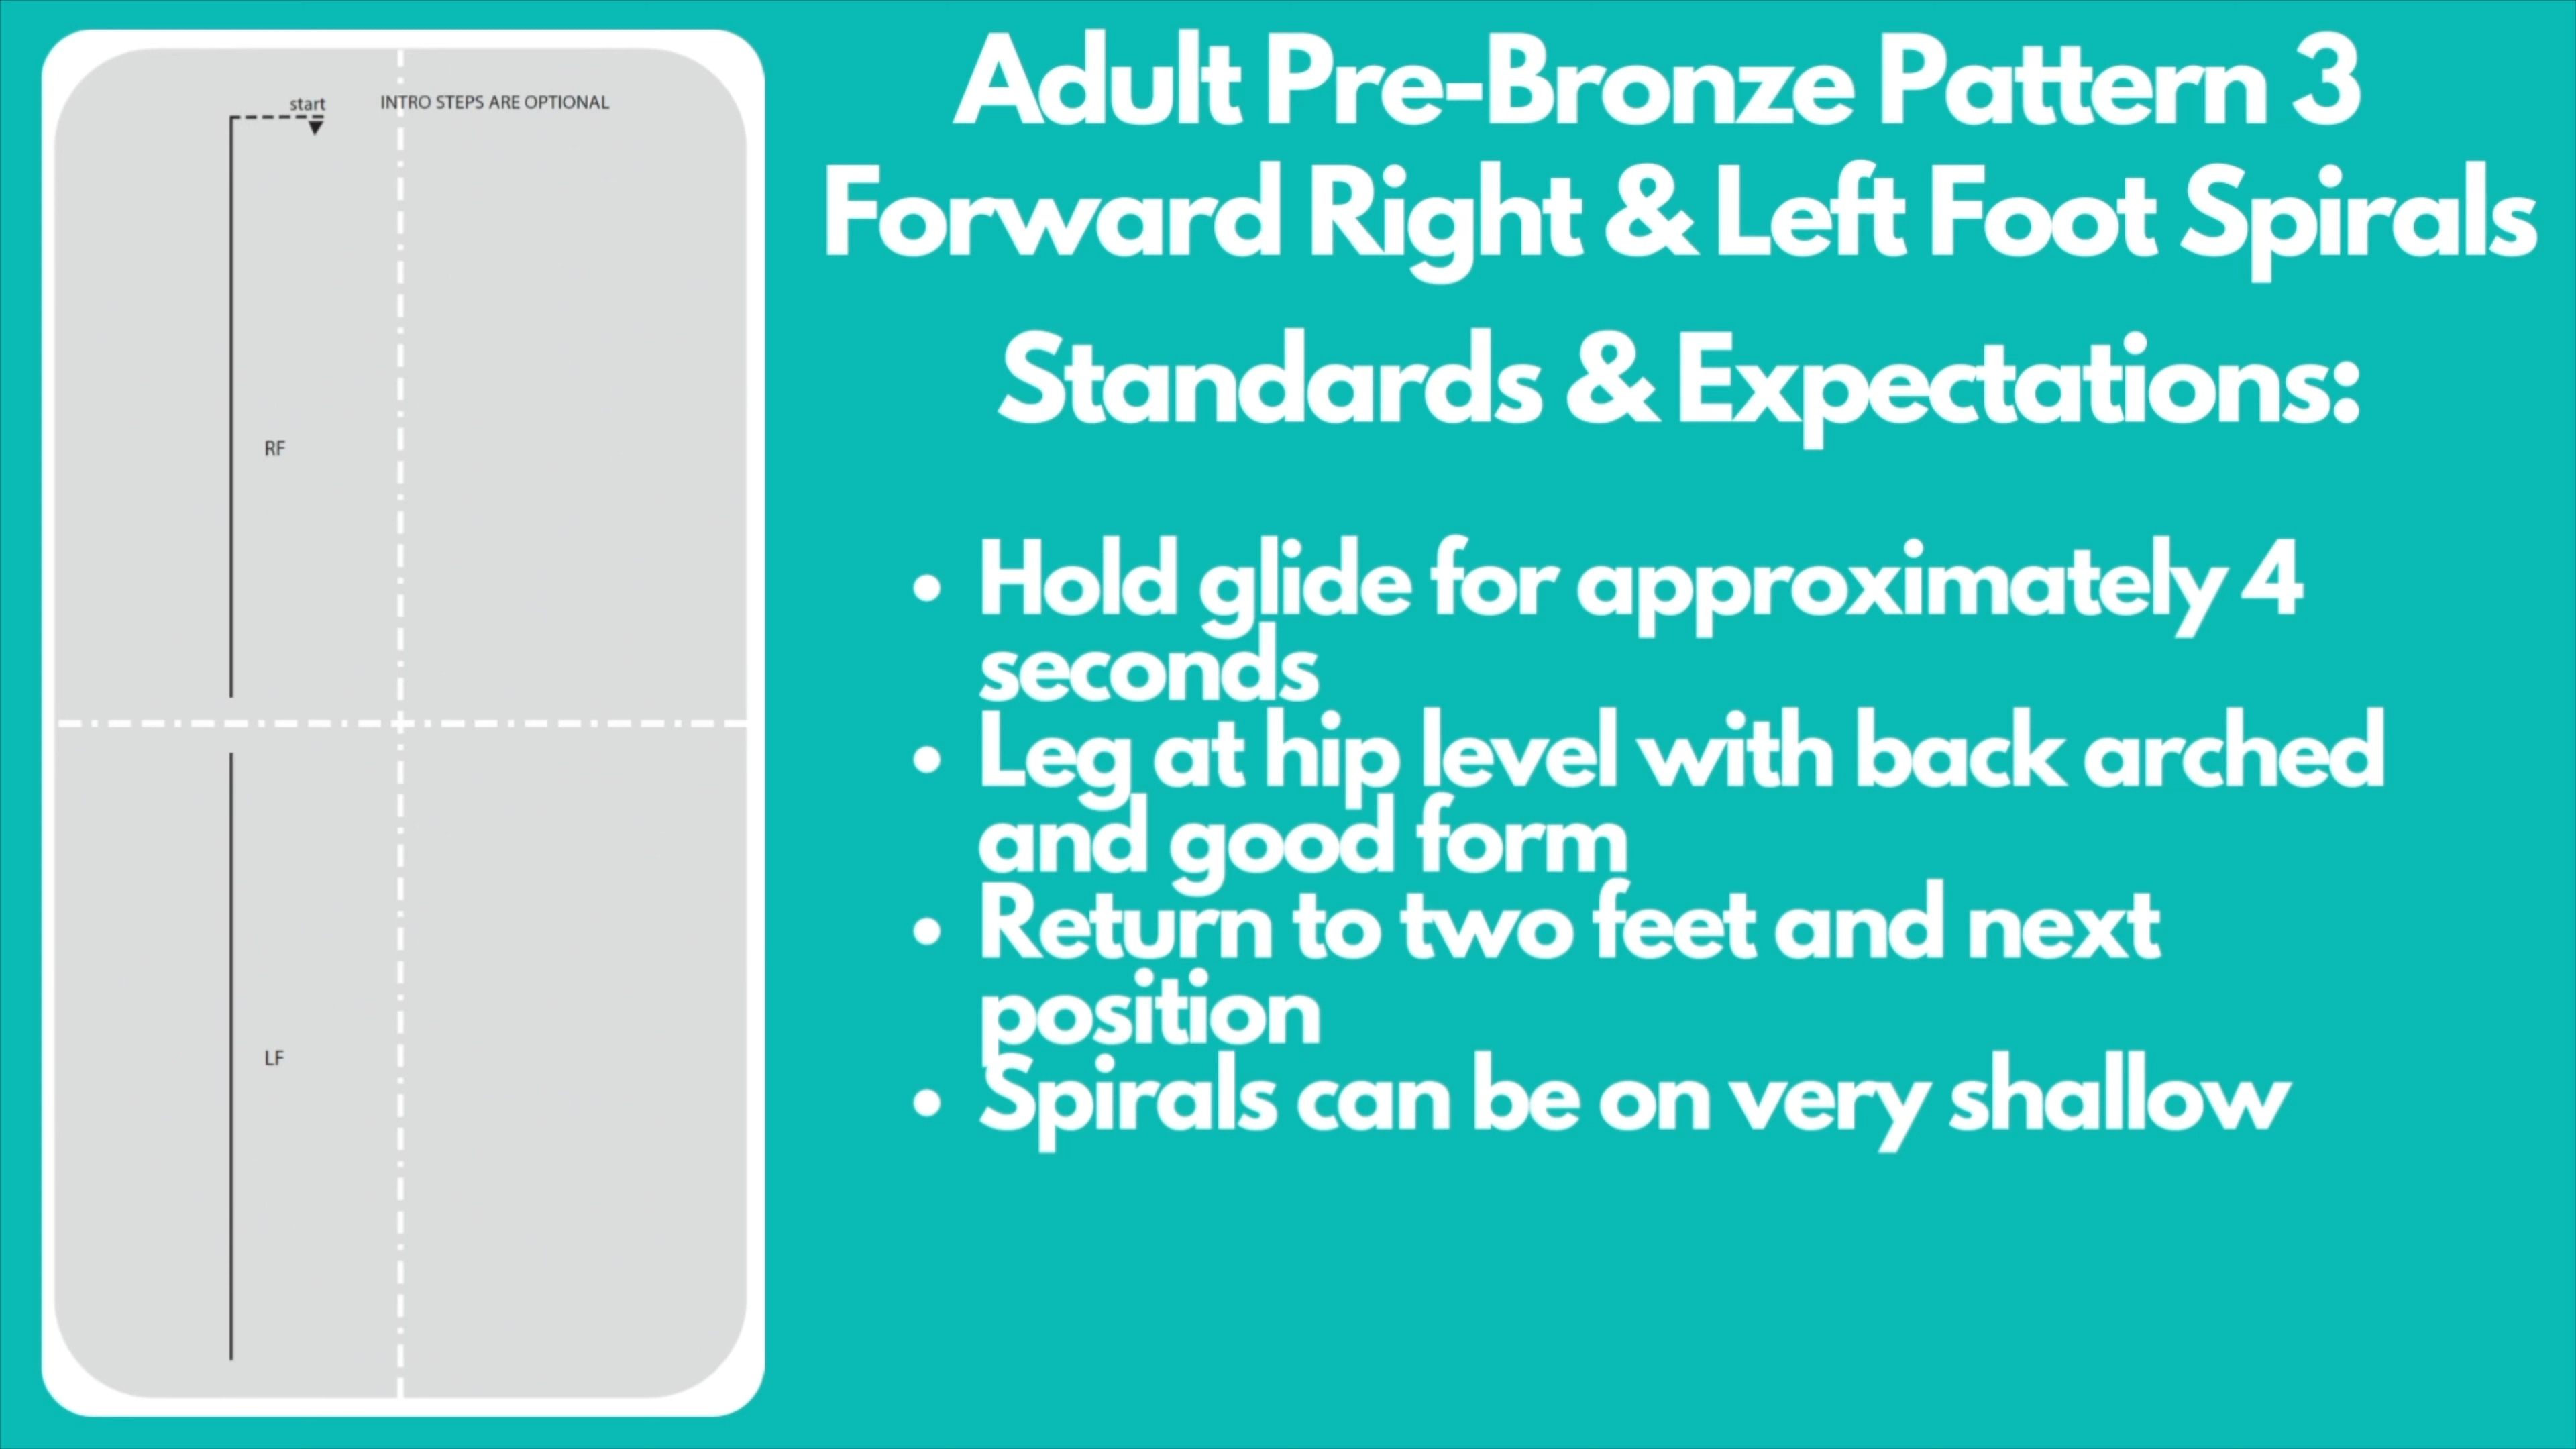 start
INTRO STEPS ARE OPTIONAL
RF
LF
Adult Pre-Bronze Pattern 3
Forward Right & Left Foot Spirals
Standards & Expectations:
• Hold glide for approximately 4
seconds
• Leg at hip level with back arched
and good form
• Return to two feet and next
position
• Spirals can be on very shallow